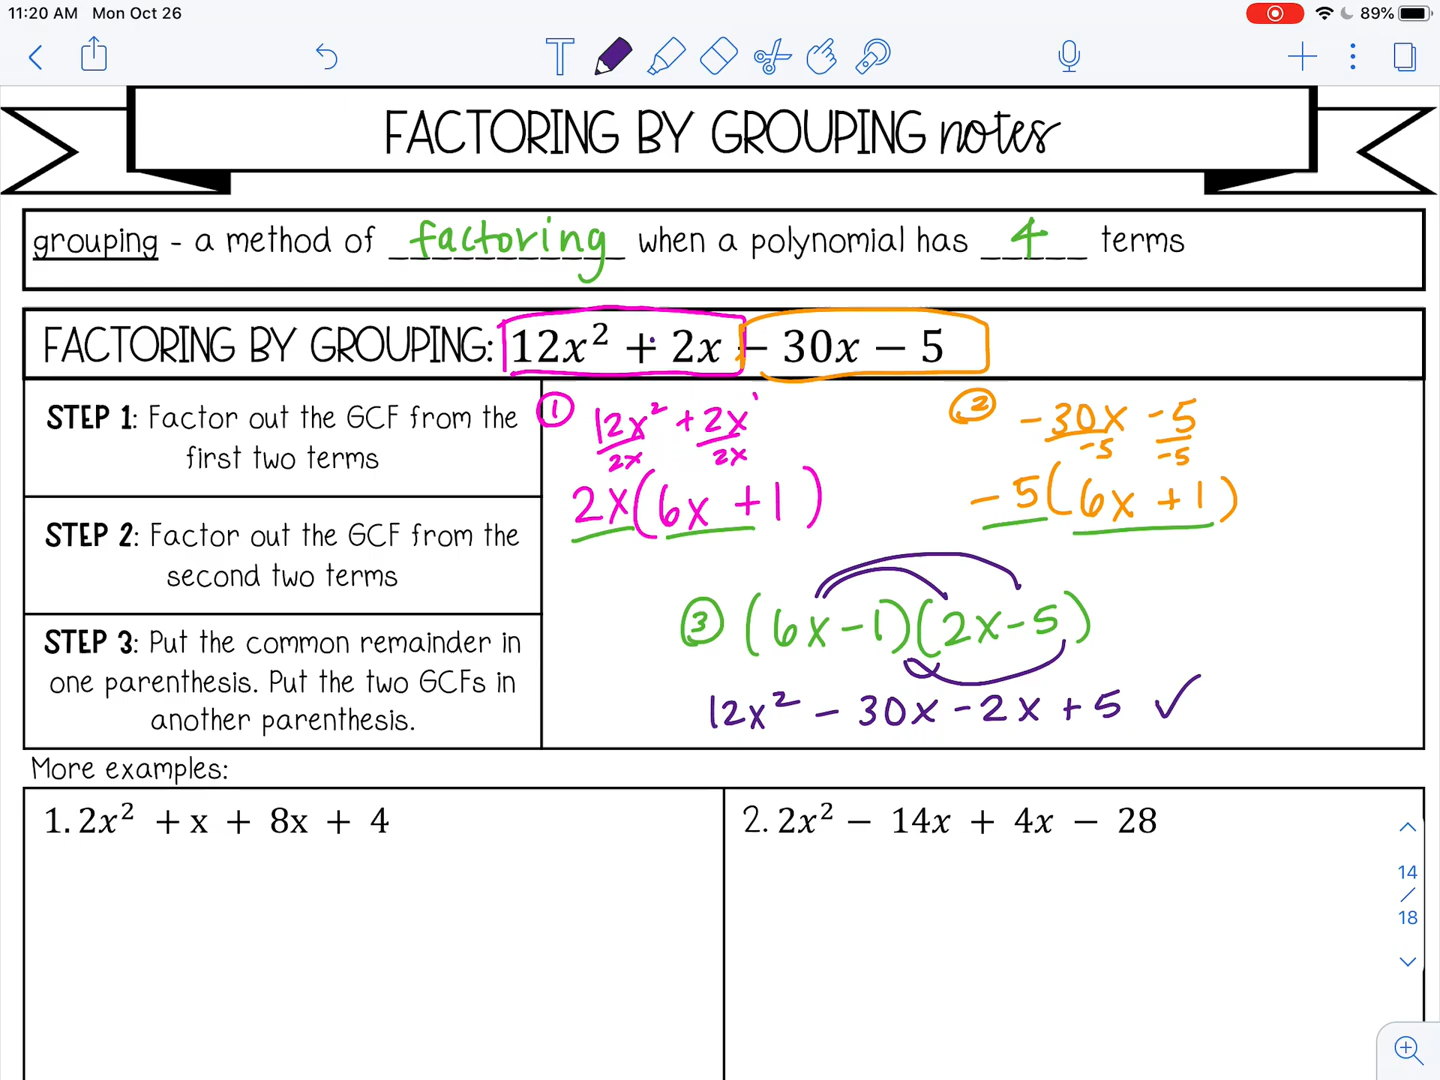 11:20 AM Mon Oct 26
89%
FACTORING BY GROUPING notes
grouping - a method of factoring when a polynomial has 4 terms
FACTORING BY GROUPING: 12x² + 2x − 30x − 5
STEP 1: Factor out the GCF from the
first two terms
STEP 2: Factor out the GCF from the
second two terms
STEP 3: Put the common remainder in
one parenthesis. Put the two GCFs in
another parenthesis.
① 12x² + 2x¹
2x 2x
2x(6x + 1)
② -30x -5
-5 -5
-5(6x + 1)
③ (6x - 1)(2x - 5)
12x² - 30x - 2x + 5 ✓
More examples:
1. 2x² + x + 8x + 4
2. 2x² − 14x + 4x − 28
14
/
18